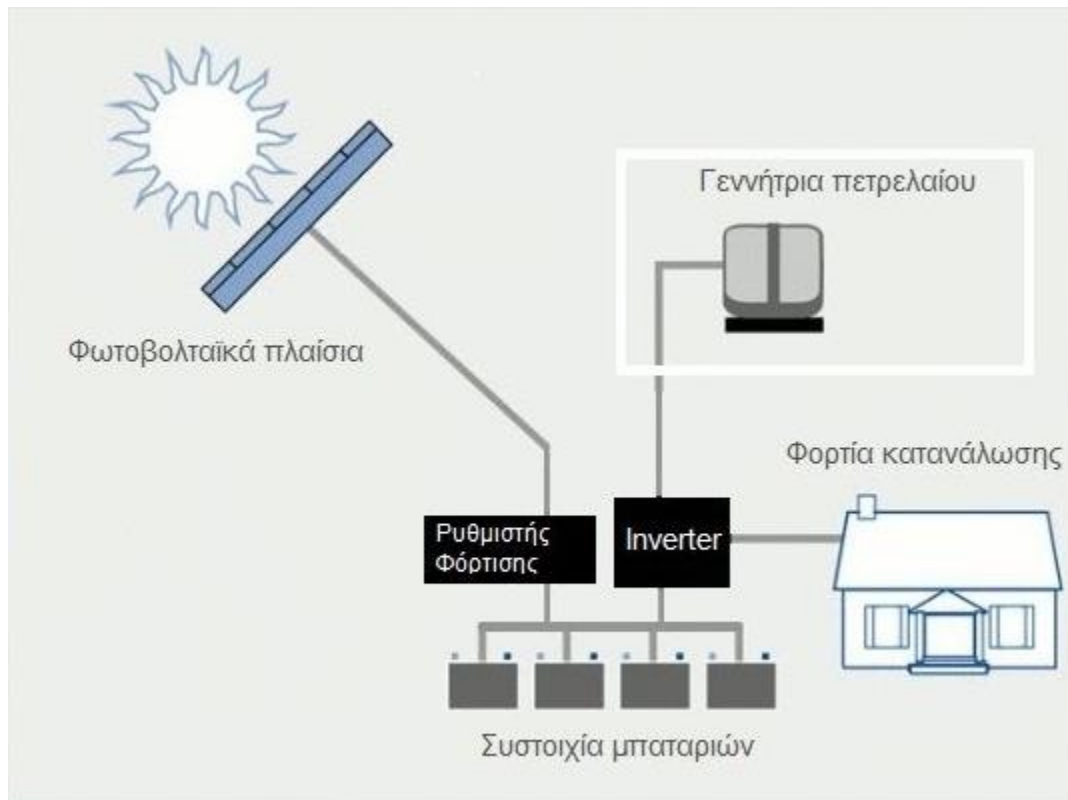 Γεννήτρια πετρελαίου
Φωτοβολταϊκά πλαίσια
Φορτία κατανάλωσης
Ρυθμιστής
Φόρτισης
Inverter
Συστοιχία μπαταριών